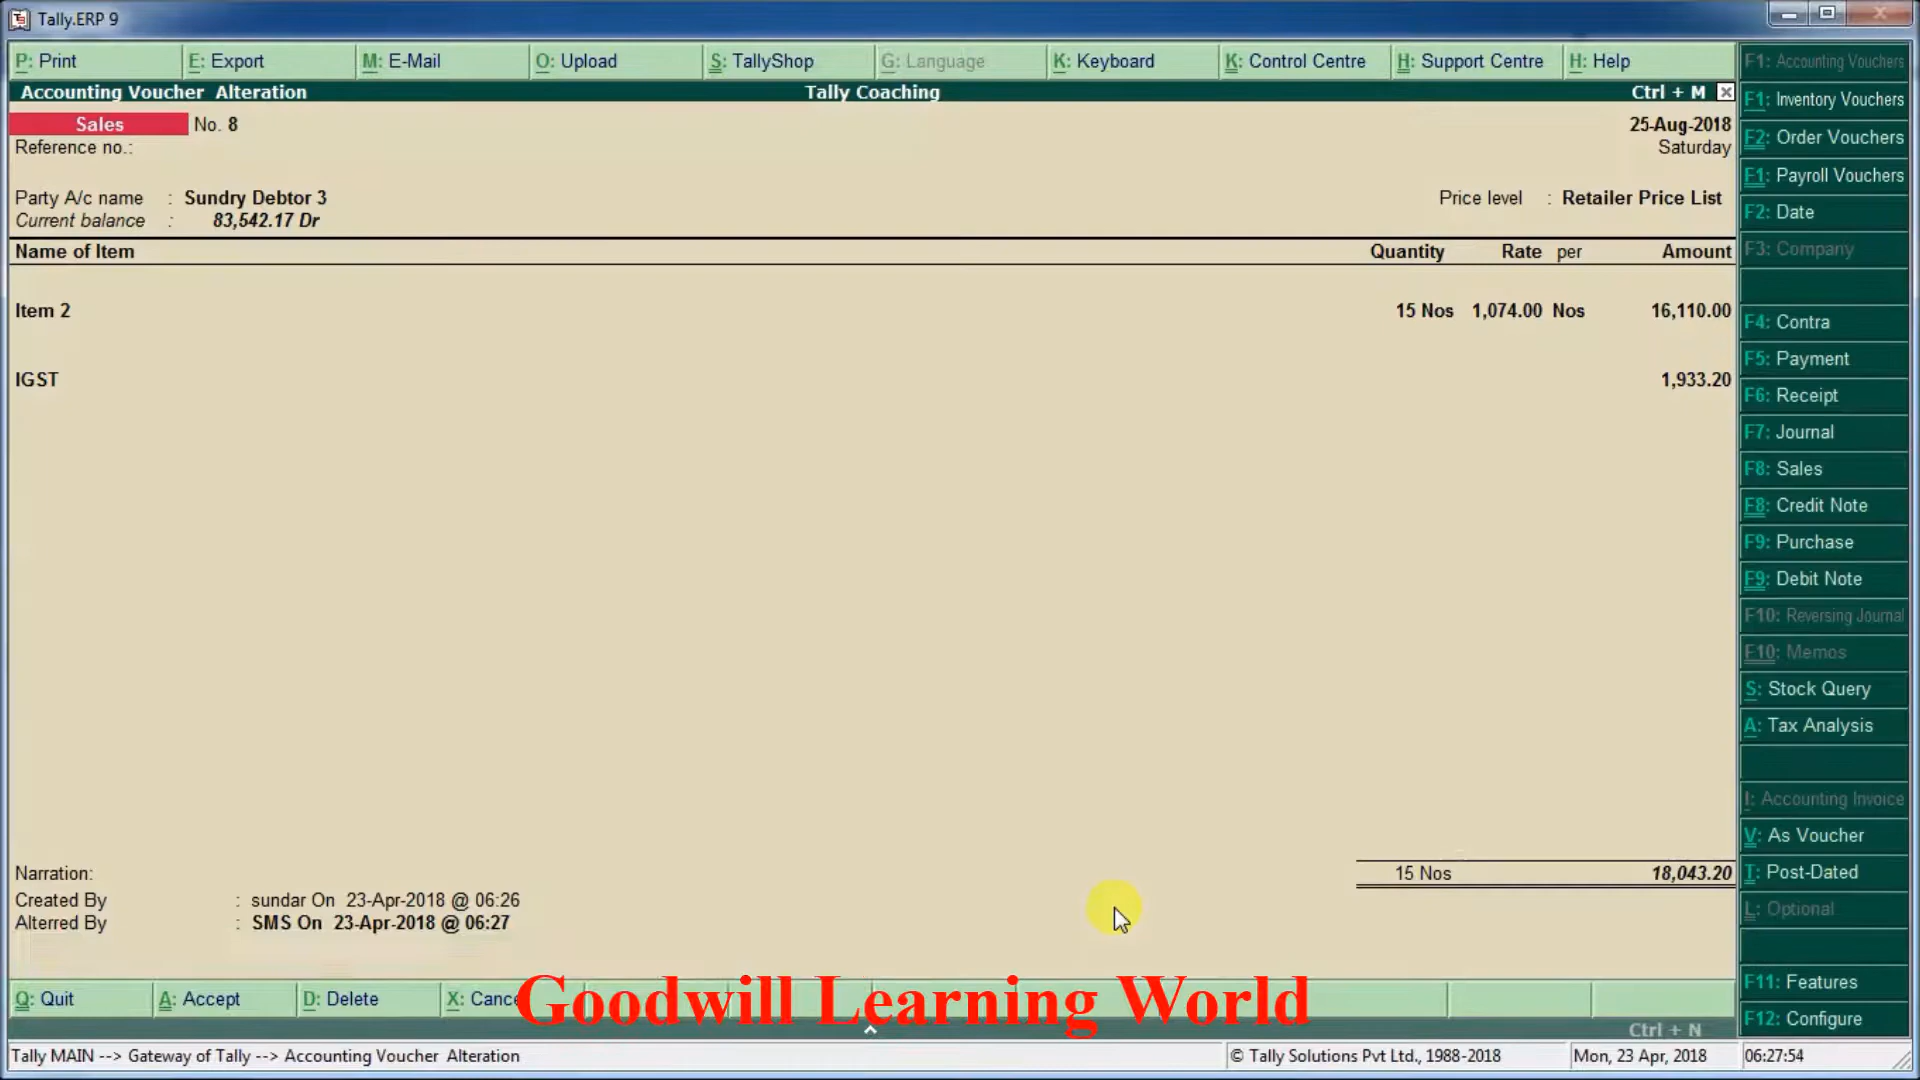 Tally.ERP 9
P: Print E: Export M: E-Mail O: Upload S: TallyShop G: Language K: Keyboard K: Control Centre H: Support Centre H: Help
Accounting Voucher Alteration Tally Coaching Ctrl + M
Sales No. 8 25-Aug-2018
Reference no.: Saturday
Party A/c name : Sundry Debtor 3 Price level : Retailer Price List
Current balance : 83,542.17 Dr
Name of Item Quantity Rate per Amount
Item 2 15 Nos 1,074.00 Nos 16,110.00
IGST 1,933.20
Narration: 15 Nos 18,043.20
Created By : sundar On 23-Apr-2018 @ 06:26
Alterred By : SMS On 23-Apr-2018 @ 06:27
Q: Quit A: Accept D: Delete X: Cance
Goodwill Learning World
Ctrl + N
Tally MAIN --> Gateway of Tally --> Accounting Voucher Alteration © Tally Solutions Pvt Ltd., 1988-2018 Mon, 23 Apr, 2018 06:27:54
F1: Accounting Vouchers
F1: Inventory Vouchers
F2: Order Vouchers
F1: Payroll Vouchers
F2: Date
F3: Company
F4: Contra
F5: Payment
F6: Receipt
F7: Journal
F8: Sales
F8: Credit Note
F9: Purchase
F9: Debit Note
F10: Reversing Journal
F10: Memos
S: Stock Query
A: Tax Analysis
I: Accounting Invoice
V: As Voucher
T: Post-Dated
L: Optional
F11: Features
F12: Configure